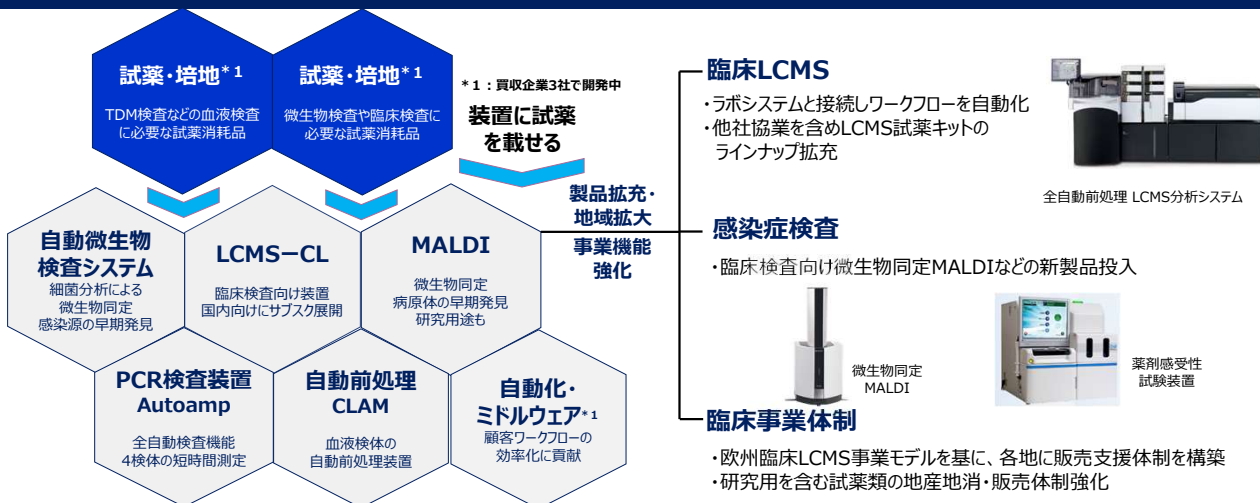 試薬・培地*1
TDM検査などの血液検査
に必要な試薬消耗品
試薬・培地*1
微生物検査や臨床検査に
必要な試薬消耗品
*1：買収企業3社で開発中
装置に試薬
を載せる
自動微生物
検査システム
細菌分析による
微生物同定
感染源の早期発見
LCMS－CL
臨床検査向け装置
国内向けにサブスク展開
MALDI
微生物同定
病原体の早期発見
研究用途も
PCR検査装置
Autoamp
全自動検査機能
4検体の短時間測定
自動前処理
CLAM
血液検体の
自動前処理装置
自動化・
ミドルウェア*1
顧客ワークフローの
効率化に貢献
製品拡充・
地域拡大
事業機能
強化
臨床LCMS
・ラボシステムと接続しワークフローを自動化
・他社協業を含めLCMS試薬キットの
ラインナップ拡充
全自動前処理 LCMS分析システム
感染症検査
・臨床検査向け微生物同定MALDIなどの新製品投入
微生物同定
MALDI
薬剤感受性
試験装置
臨床事業体制
・欧州臨床LCMS事業モデルを基に、各地に販売支援体制を構築
・研究用を含む試薬類の地産地消・販売体制強化